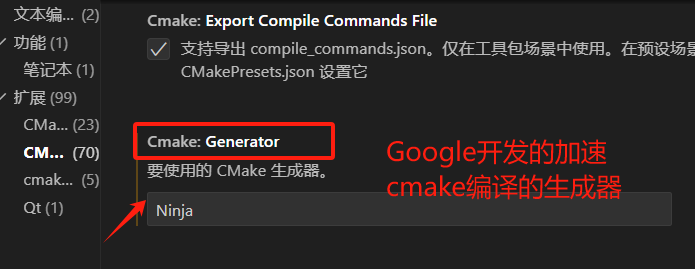 文本编...
功能 (1)
笔记本 (1)
扩展 (99)
CMa... (23)
CM... (70)
cmak... (5)
Qt (1)
Cmake: Export Compile Commands File
支持导出 compile_commands.json。仅在工具包场景中使用。在预设场景
CMakePresets.json 设置它
Cmake: Generator
要使用的 CMake 生成器。
Ninja
Google开发的加速
cmake编译的生成器